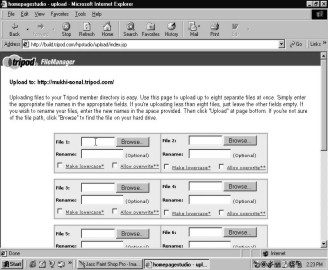 homepagestudio - upload - Microsoft Internet Explorer
File Edit View Favorites Tools Help
Back Stop Refresh Home Search Favorites History Mail Print
Address http://build.tripod.com/hpstudio/upload/index.jsp Go Links
tripod FileManager
Upload to: http://mukhi-sonal.tripod.com/
Uploading files to your Tripod member directory is easy. Use this page to upload up to eight separate files at once. Simply enter
the appropriate file names in the appropriate fields. If you're uploading less than eight files, just leave the other fields empty. If
you wish to rename your files, enter the new names in the space provided. Then click "Upload" at page bottom. If you're not sure
of the file path, click "Browse" to find the file on your hard drive.
File 1: Browse... File 2: Browse...
Rename: (Optional) Rename: (Optional)
Make lowercase* Allow overwrite** Make lowercase* Allow overwrite**
File 3: Browse... File 4: Browse...
Rename: (Optional) Rename: (Optional)
Make lowercase* Allow overwrite** Make lowercase* Allow overwrite**
File 5: Browse... File 6: Browse...
Rename: (Optional) Rename: (Optional)
Done Internet
Start Jasc Paint Shop Pro - Ima... homepagestudio - upl... 2:23 PM